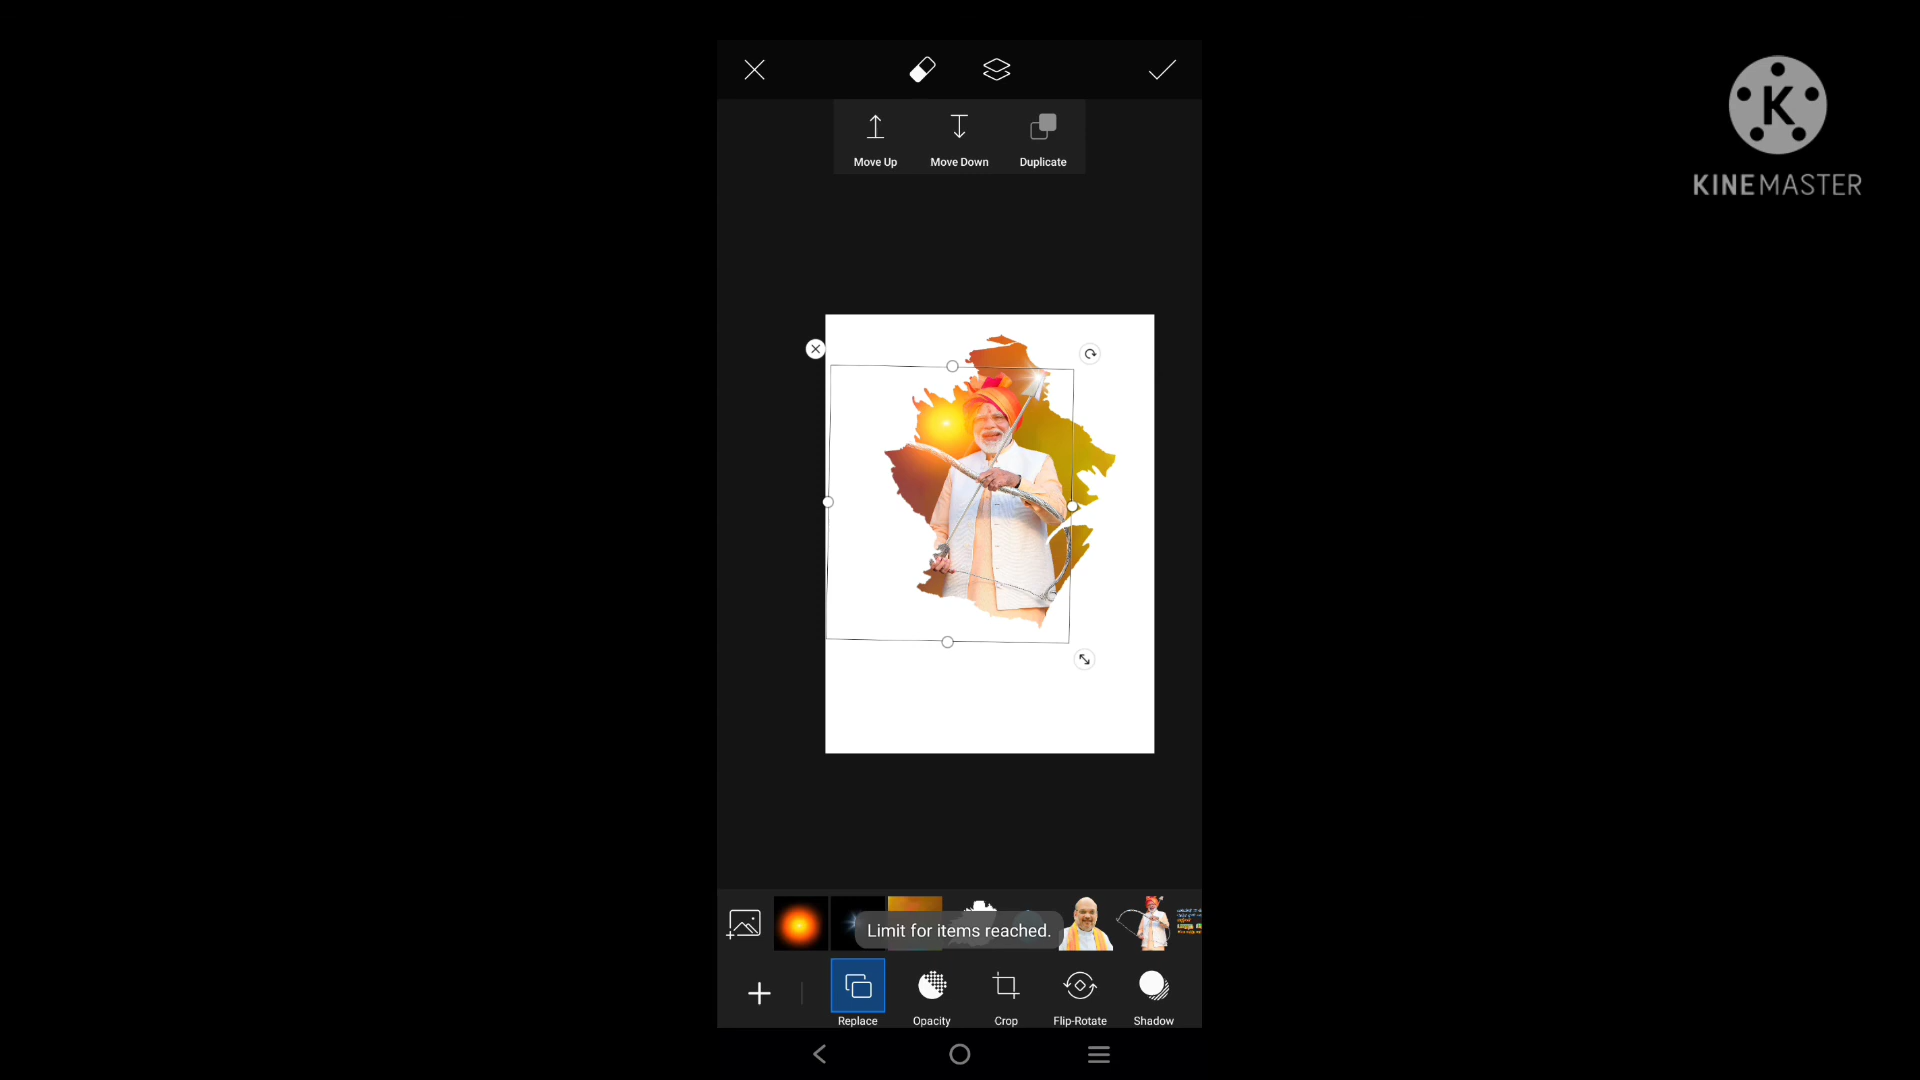 K
KINEMASTER
Move Up
Move Down
Duplicate
Limit for items reached.
Replace
Opacity
Crop
Flip-Rotate
Shadow